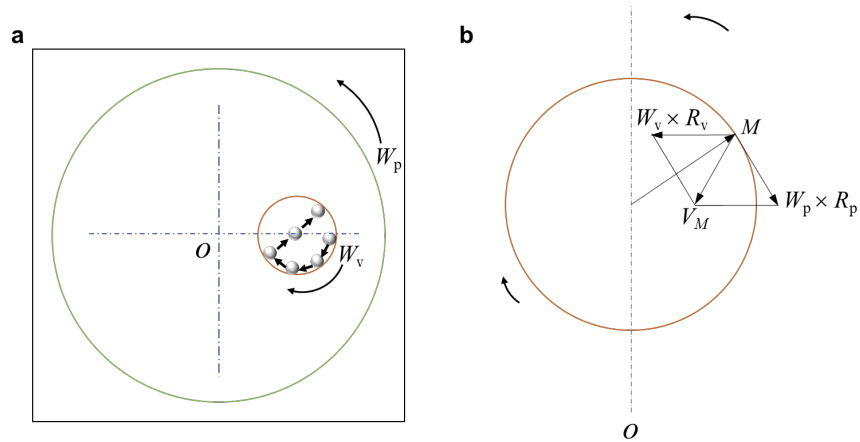 a
W_p
O
W_v
b
W_v × R_v
M
V_M
W_p × R_p
O